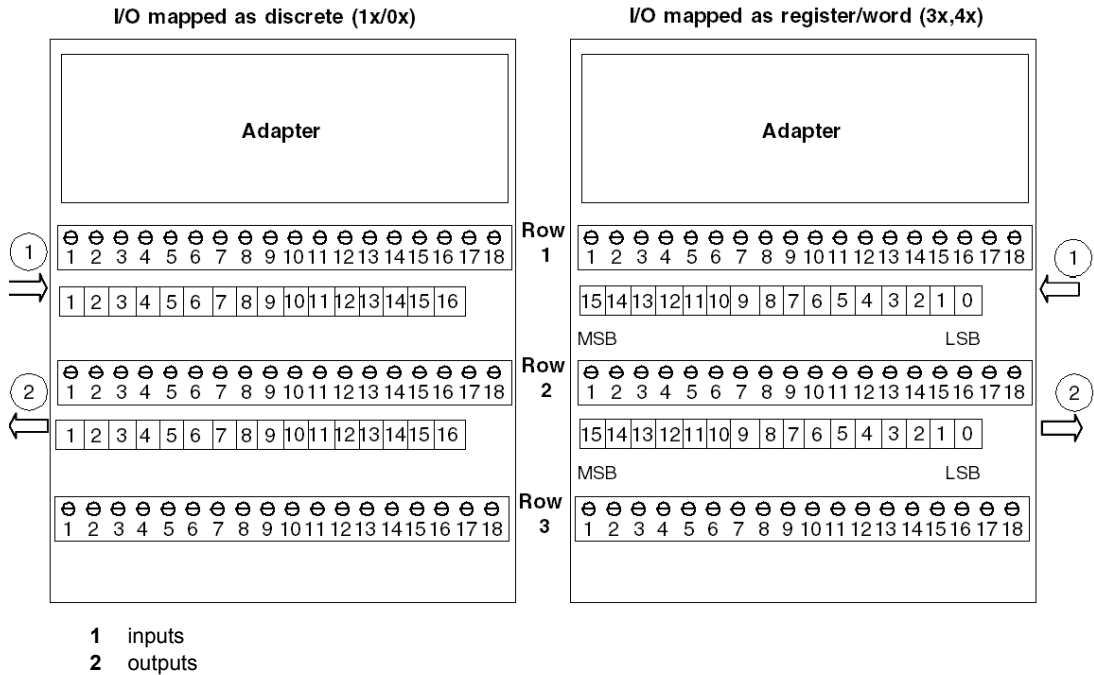 I/O mapped as discrete (1x/0x)
I/O mapped as register/word (3x,4x)
Adapter
Adapter
1 2 3 4 5 6 7 8 9 10 11 12 13 14 15 16 17 18
Row 1
1 2 3 4 5 6 7 8 9 10 11 12 13 14 15 16 17 18
1
1
1 2 3 4 5 6 7 8 9 10 11 12 13 14 15 16
15 14 13 12 11 10 9 8 7 6 5 4 3 2 1 0
MSB LSB
1 2 3 4 5 6 7 8 9 10 11 12 13 14 15 16 17 18
Row 2
1 2 3 4 5 6 7 8 9 10 11 12 13 14 15 16 17 18
2
2
1 2 3 4 5 6 7 8 9 10 11 12 13 14 15 16
15 14 13 12 11 10 9 8 7 6 5 4 3 2 1 0
MSB LSB
1 2 3 4 5 6 7 8 9 10 11 12 13 14 15 16 17 18
Row 3
1 2 3 4 5 6 7 8 9 10 11 12 13 14 15 16 17 18
1 inputs
2 outputs